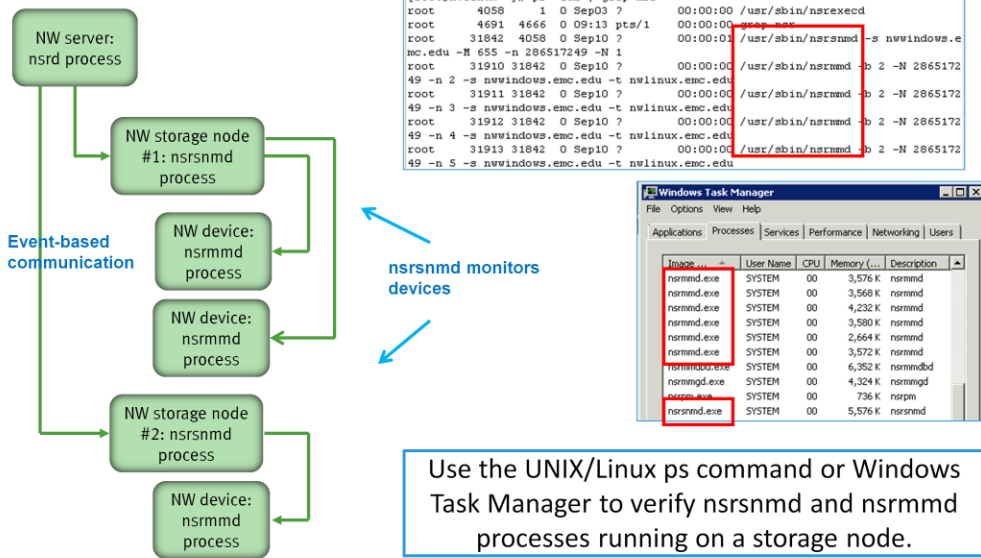 NW server:
nsrd process
NW storage node
#1: nsrsnmd
process
NW device:
nsrmmd
process
Event-based
communication
nsrsnmd monitors
devices
NW device:
nsrmmd
process
NW storage node
#2: nsrsnmd
process
NW device:
nsrmmd
process
root 4058 1 0 Sep03 ? 00:00:00 /usr/sbin/nsrexecd
root 4691 4666 0 09:13 pts/1 00:00:00 grep nsr
root 31842 4058 0 Sep10 ? 00:00:01 /usr/sbin/nsrsnmd -s nwwindows.e
mc.edu -M 655 -n 286517249 -N 1
root 31910 31842 0 Sep10 ? 00:00:00 /usr/sbin/nsrmmd -b 2 -N 2865172
49 -n 2 -s nwwindows.emc.edu -t nwlinux.emc.edu
root 31911 31842 0 Sep10 ? 00:00:00 /usr/sbin/nsrmmd -b 2 -N 2865172
49 -n 3 -s nwwindows.emc.edu -t nwlinux.emc.edu
root 31912 31842 0 Sep10 ? 00:00:00 /usr/sbin/nsrmmd -b 2 -N 2865172
49 -n 4 -s nwwindows.emc.edu -t nwlinux.emc.edu
root 31913 31842 0 Sep10 ? 00:00:00 /usr/sbin/nsrmmd -b 2 -N 2865172
49 -n 5 -s nwwindows.emc.edu -t nwlinux.emc.edu
Windows Task Manager
File Options View Help
Applications Processes Services Performance Networking Users
Image ... User Name CPU Memory (... Description
nsrmmd.exe SYSTEM 00 3,576 K nsrmmd
nsrmmd.exe SYSTEM 00 3,568 K nsrmmd
nsrmmd.exe SYSTEM 00 4,232 K nsrmmd
nsrmmd.exe SYSTEM 00 3,580 K nsrmmd
nsrmmd.exe SYSTEM 00 2,664 K nsrmmd
nsrmmd.exe SYSTEM 00 3,572 K nsrmmd
nsrmmdbd.exe SYSTEM 00 6,352 K nsrmmdbd
nsrmmgd.exe SYSTEM 00 4,324 K nsrmmgd
nsrpm.exe SYSTEM 00 736 K nsrpm
nsrsnmd.exe SYSTEM 00 5,576 K nsrsnmd
Use the UNIX/Linux ps command or Windows
Task Manager to verify nsrsnmd and nsrmmd
processes running on a storage node.